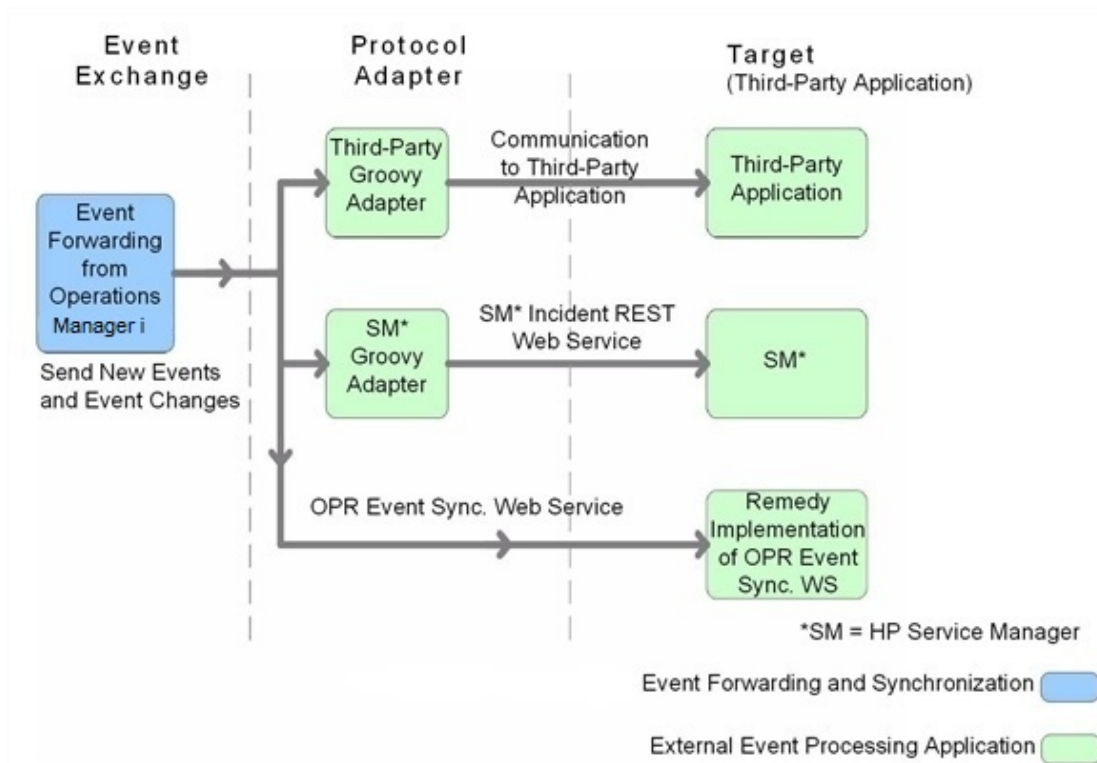 Event
Exchange
Protocol
Adapter
Target
(Third-Party Application)
Event
Forwarding
from
Operations
Manager i
Send New Events
and Event Changes
Third-Party
Groovy
Adapter
Communication
to Third-Party
Application
Third-Party
Application
SM*
Groovy
Adapter
SM* Incident REST
Web Service
SM*
OPR Event Sync. Web Service
Remedy
Implementation
of OPR Event
Sync. WS
*SM = HP Service Manager
Event Forwarding and Synchronization
External Event Processing Application